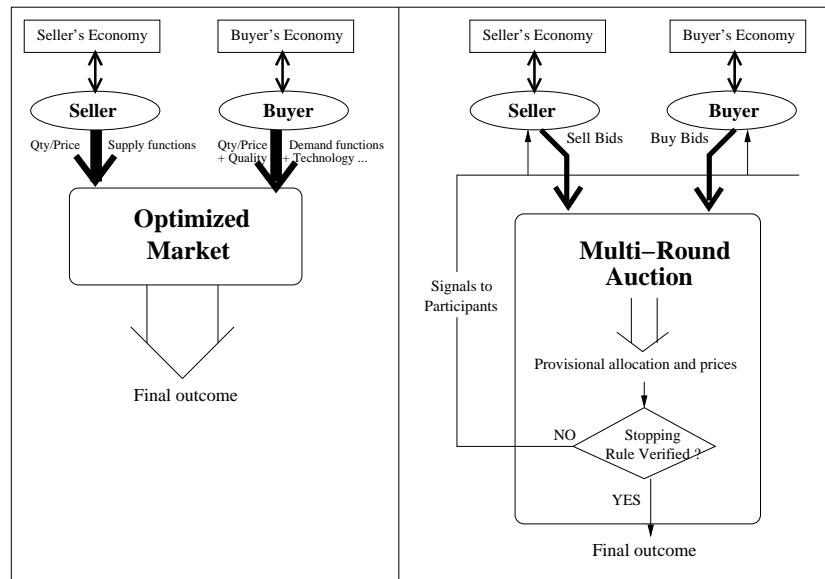 Seller's Economy
Buyer's Economy
Seller
Buyer
Qty/Price
Supply functions
Qty/Price
+ Quality
Demand functions
+ Technology ...
Optimized
Market
Final outcome
Seller's Economy
Buyer's Economy
Seller
Buyer
Sell Bids
Buy Bids
Multi−Round
Auction
Signals to
Participants
Provisional allocation and prices
NO
Stopping
Rule Verified ?
YES
Final outcome